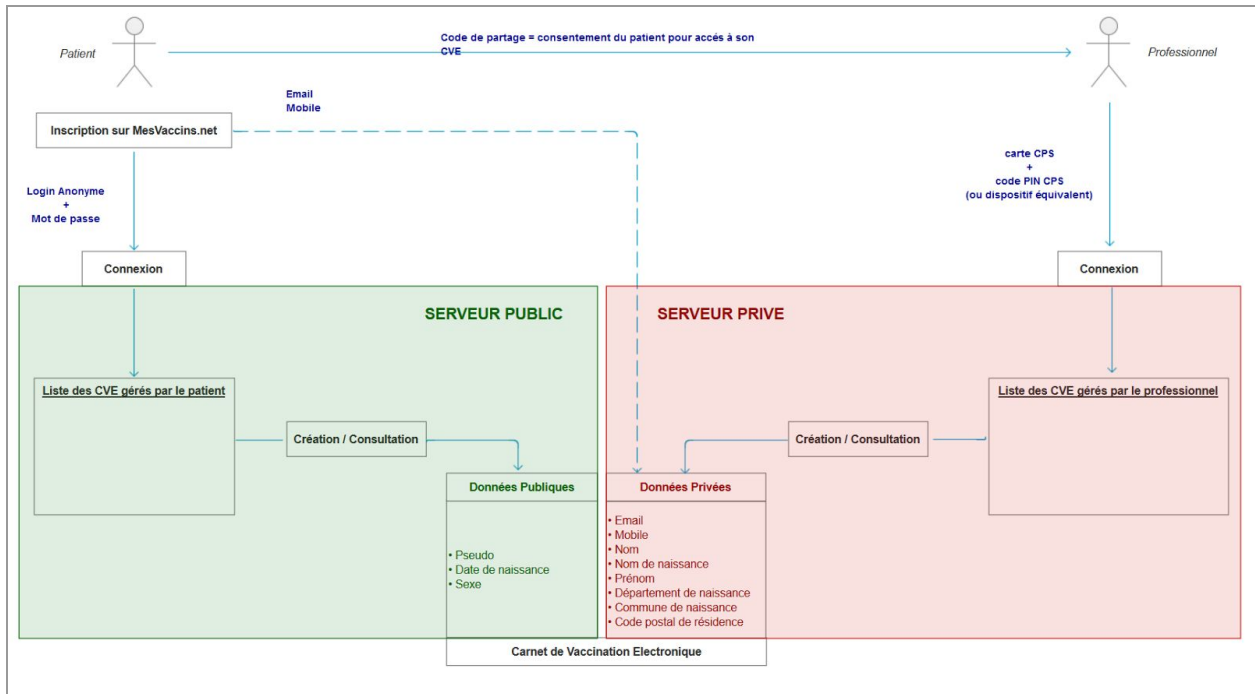 Patient
Code de partage = consentement du patient pour accés à son
CVE
Professionnel
Email
Mobile
Inscription sur MesVaccins.net
carte CPS
+
code PIN CPS
(ou dispositif équivalent)
Login Anonyme
+
Mot de passe
Connexion
Connexion
SERVEUR PUBLIC
SERVEUR PRIVE
Liste des CVE gérés par le patient
Liste des CVE gérés par le professionnel
Création / Consultation
Création / Consultation
Données Publiques
Données Privées
• Pseudo
• Date de naissance
• Sexe
• Email
• Mobile
• Nom
• Nom de naissance
• Prénom
• Département de naissance
• Commune de naissance
• Code postal de résidence
Carnet de Vaccination Electronique